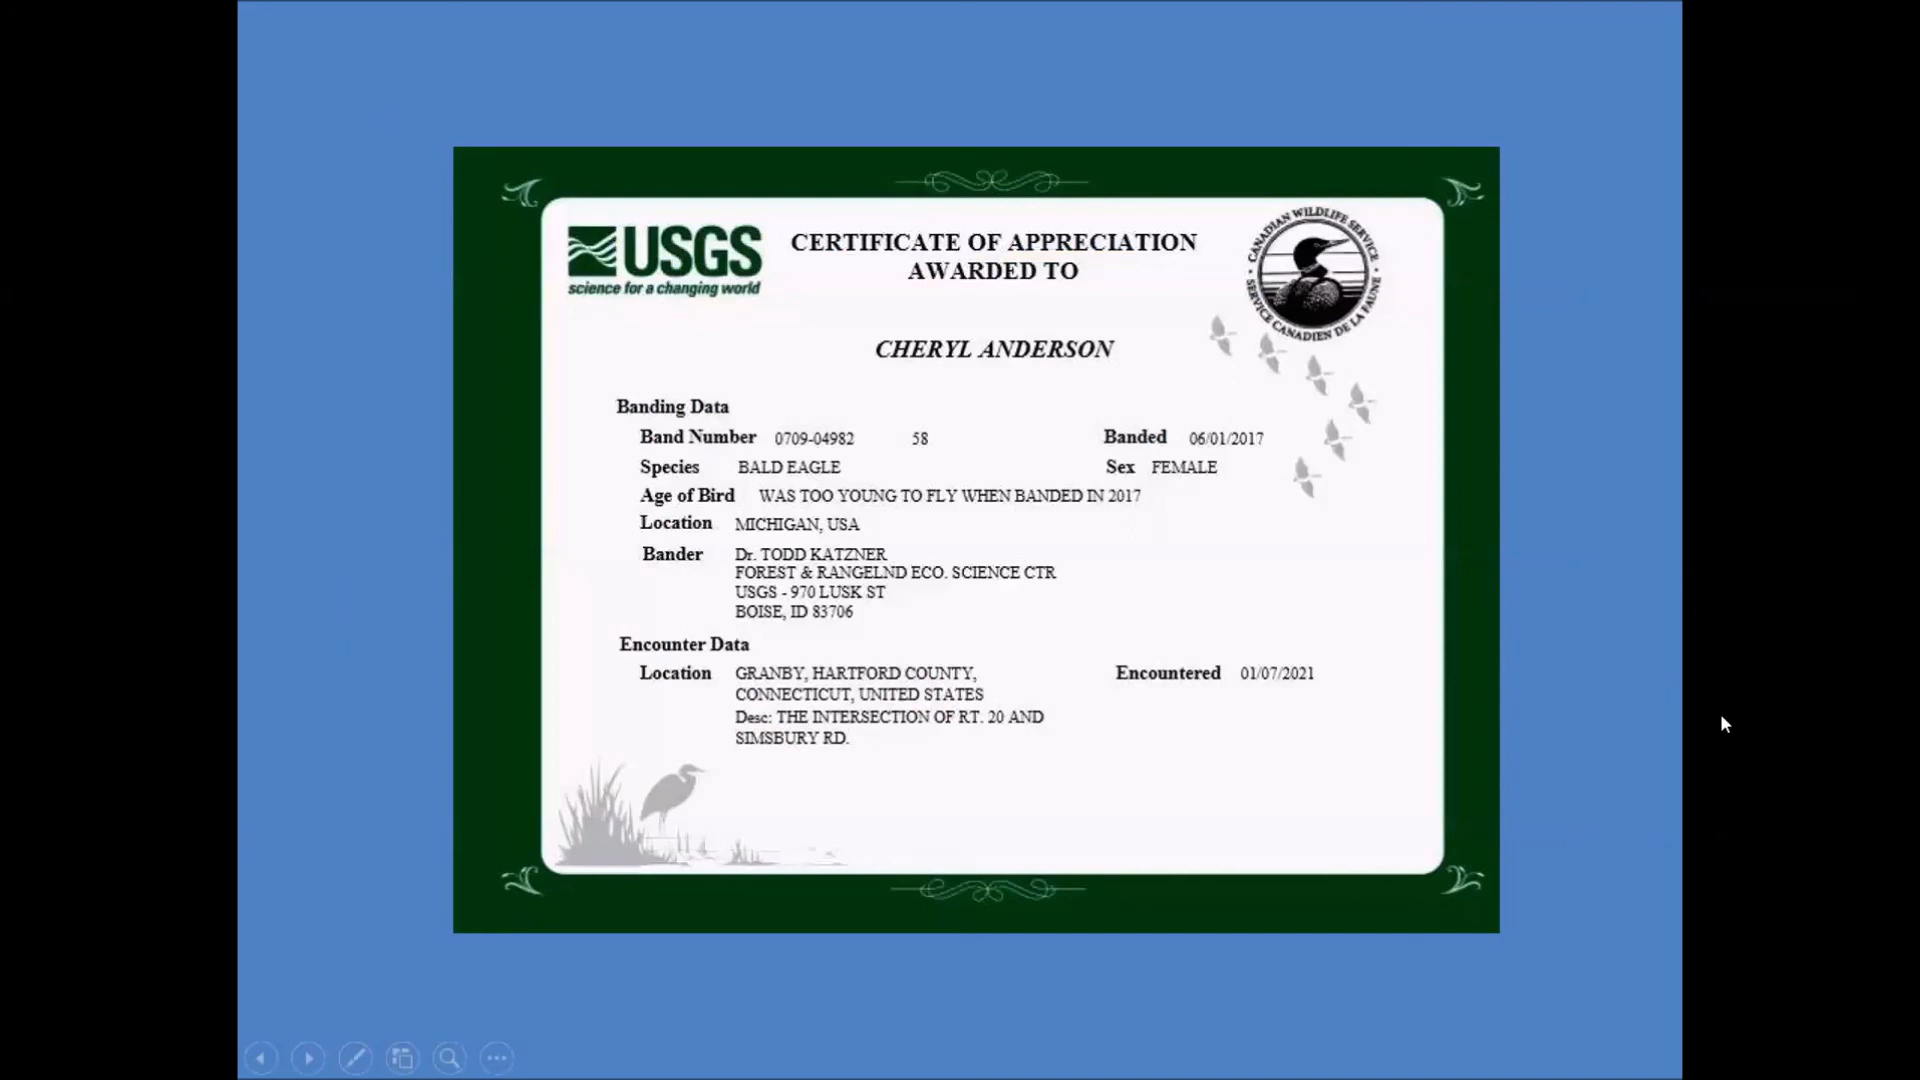 USGS
science for a changing world
CERTIFICATE OF APPRECIATION
AWARDED TO
CANADIAN WILDLIFE SERVICE
SERVICE CANADIEN DE LA FAUNE
CHERYL ANDERSON
Banding Data
Band Number 0709-04982 58 Banded 06/01/2017
Species BALD EAGLE Sex FEMALE
Age of Bird WAS TOO YOUNG TO FLY WHEN BANDED IN 2017
Location MICHIGAN, USA
Bander Dr. TODD KATZNER
FOREST & RANGELND ECO. SCIENCE CTR
USGS - 970 LUSK ST
BOISE, ID 83706
Encounter Data
Location GRANBY, HARTFORD COUNTY, Encountered 01/07/2021
CONNECTICUT, UNITED STATES
Desc: THE INTERSECTION OF RT. 20 AND
SIMSBURY RD.